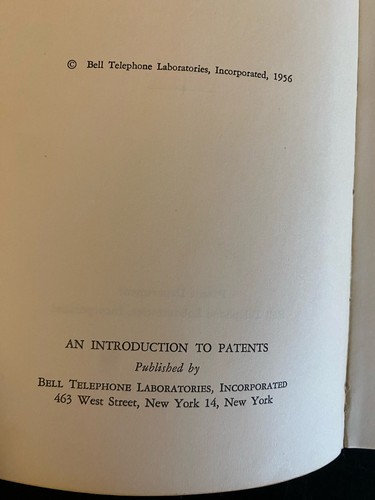 © Bell Telephone Laboratories, Incorporated, 1956
AN INTRODUCTION TO PATENTS
Published by
BELL TELEPHONE LABORATORIES, INCORPORATED
463 West Street, New York 14, New York